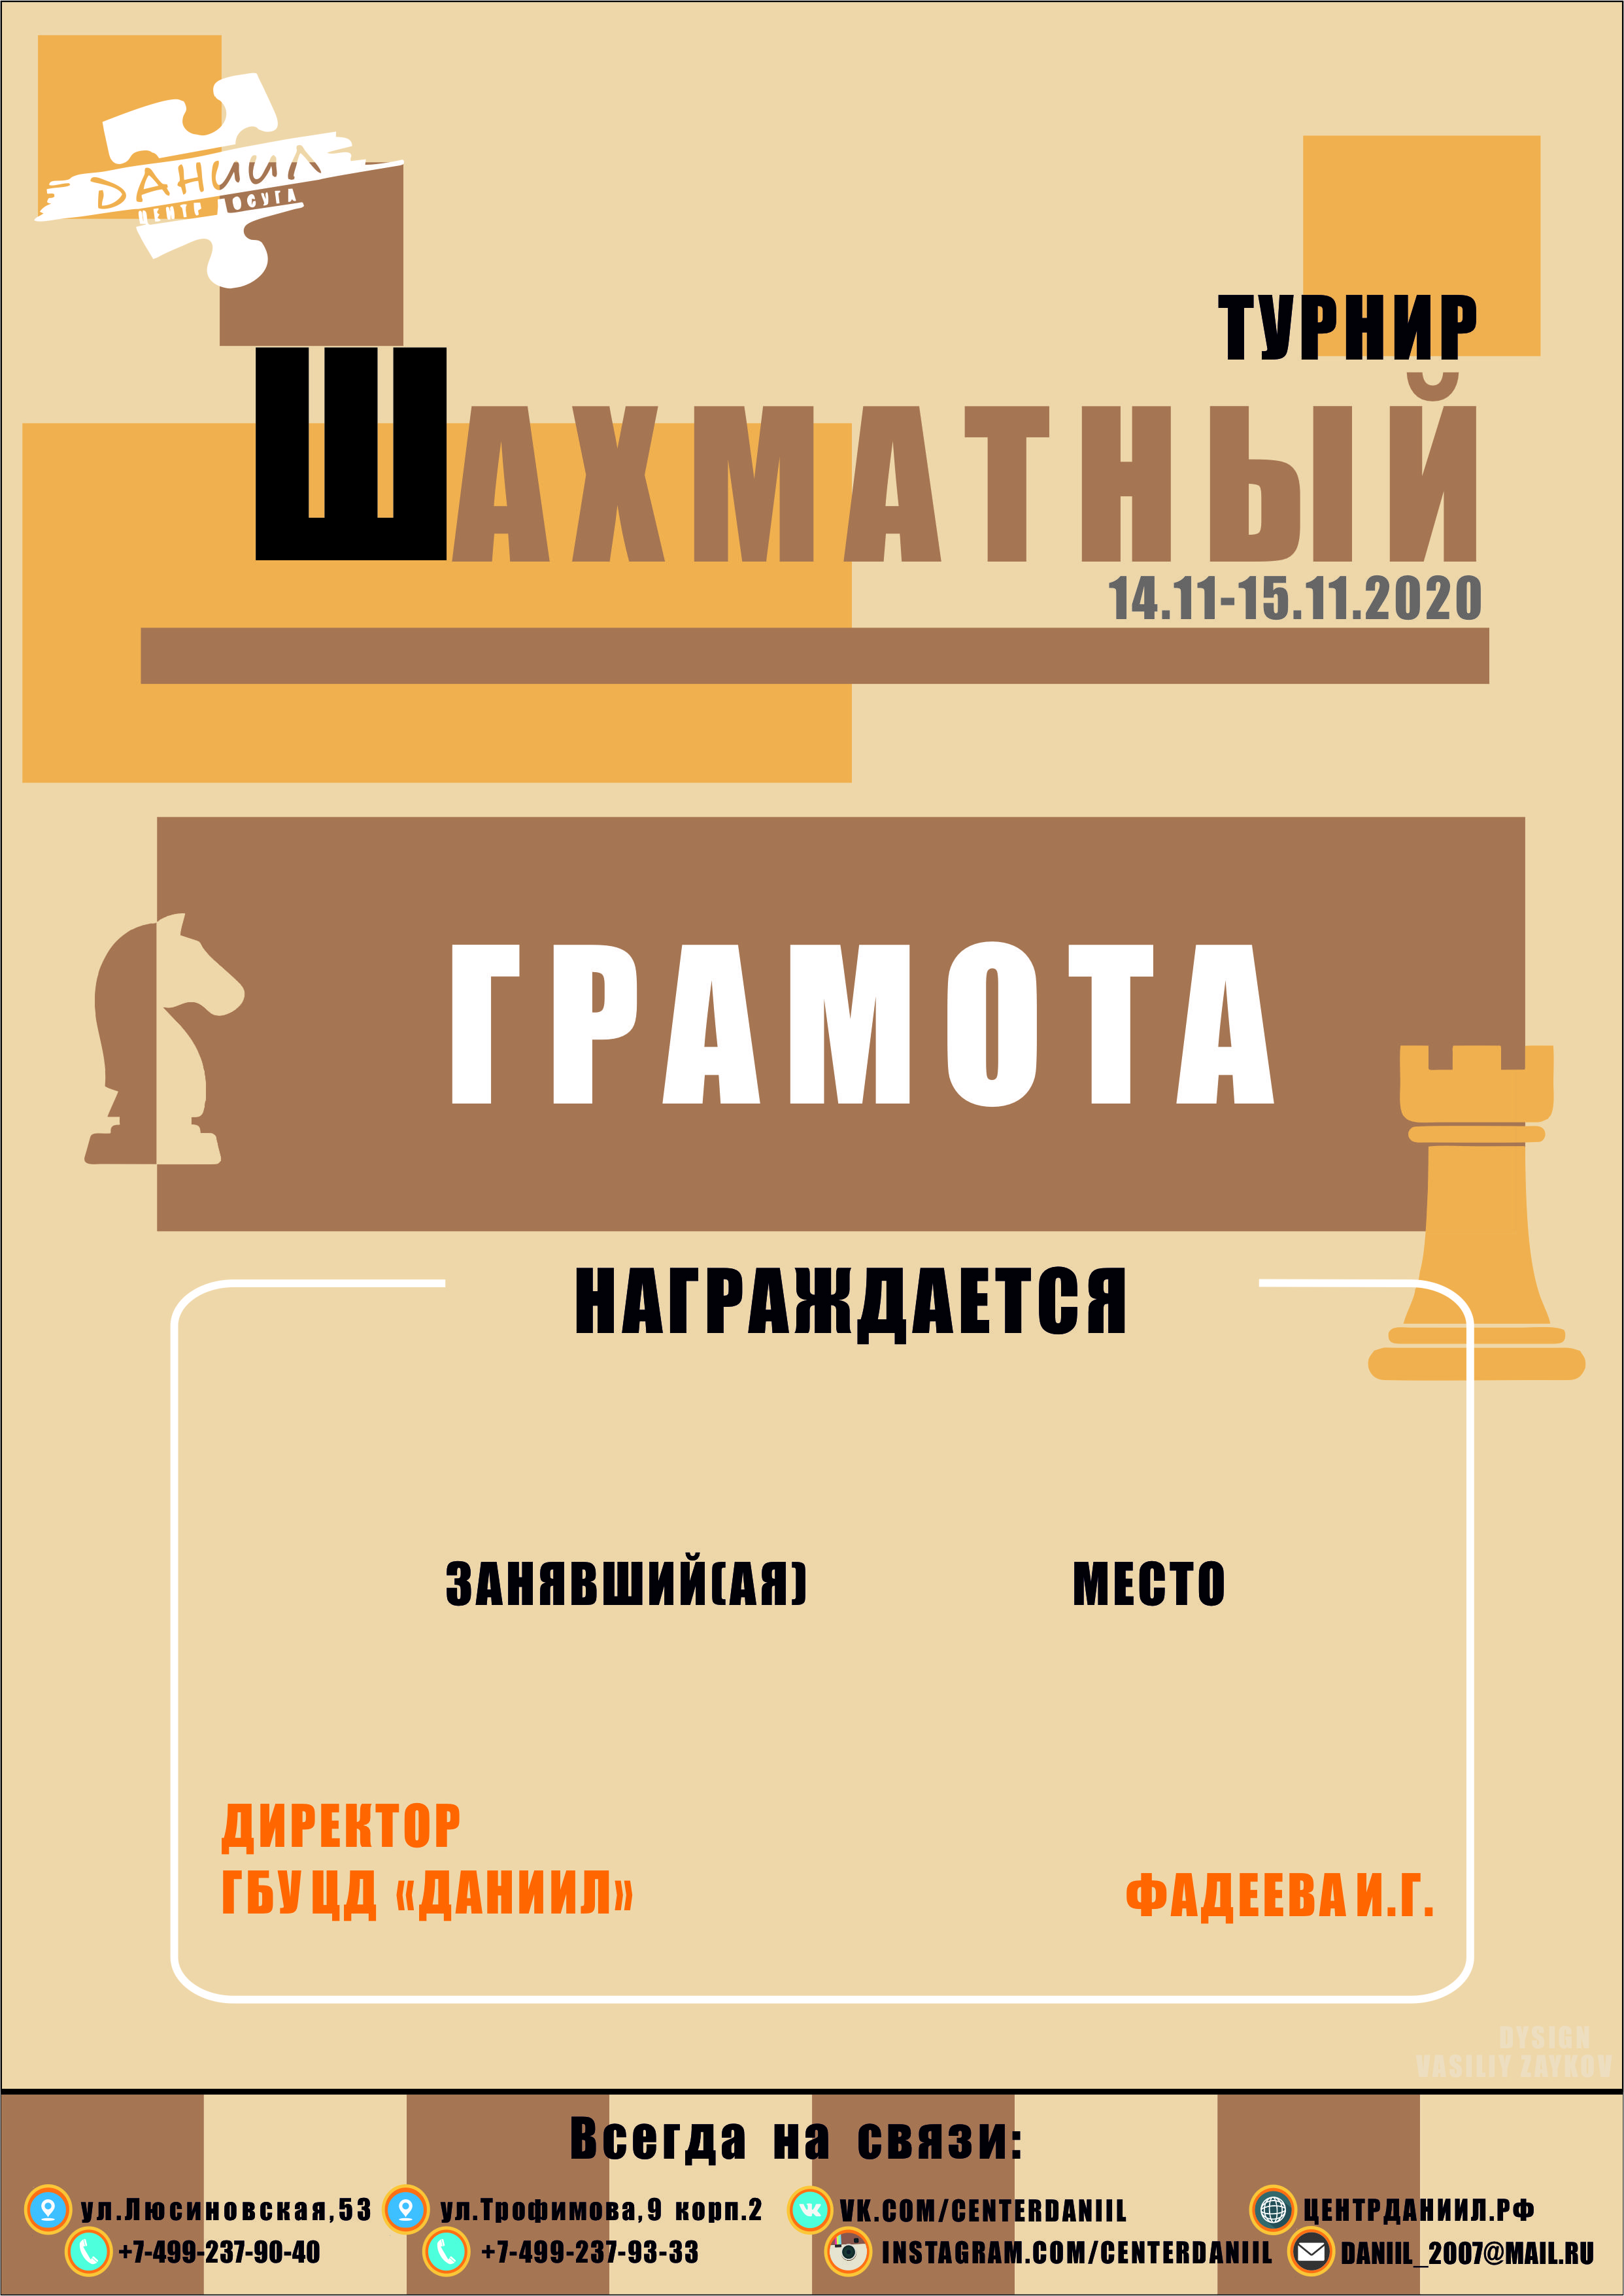 ДАНИИЛ
ЦЕНТР ДОСУГА
ТУРНИР
ШАХМАТНЫЙ
14.11-15.11.2020
ГРАМОТА
НАГРАЖДАЕТСЯ
ЗАНЯВШИЙ(АЯ) МЕСТО
ДИРЕКТОР
ГБУ ЦД «ДАНИИЛ» ФАДЕЕВА И.Г.
DYSIGN
VASILIY ZAYKOV
Всегда на связи:
ул.Люсиновская,53 ул.Трофимова,9 корп.2 VK.COM/CENTERDANIIL ЦЕНТРДАНИИЛ.РФ
+7-499-237-90-40 +7-499-237-93-33 INSTAGRAM.COM/CENTERDANIIL DANIIL_2007@MAIL.RU